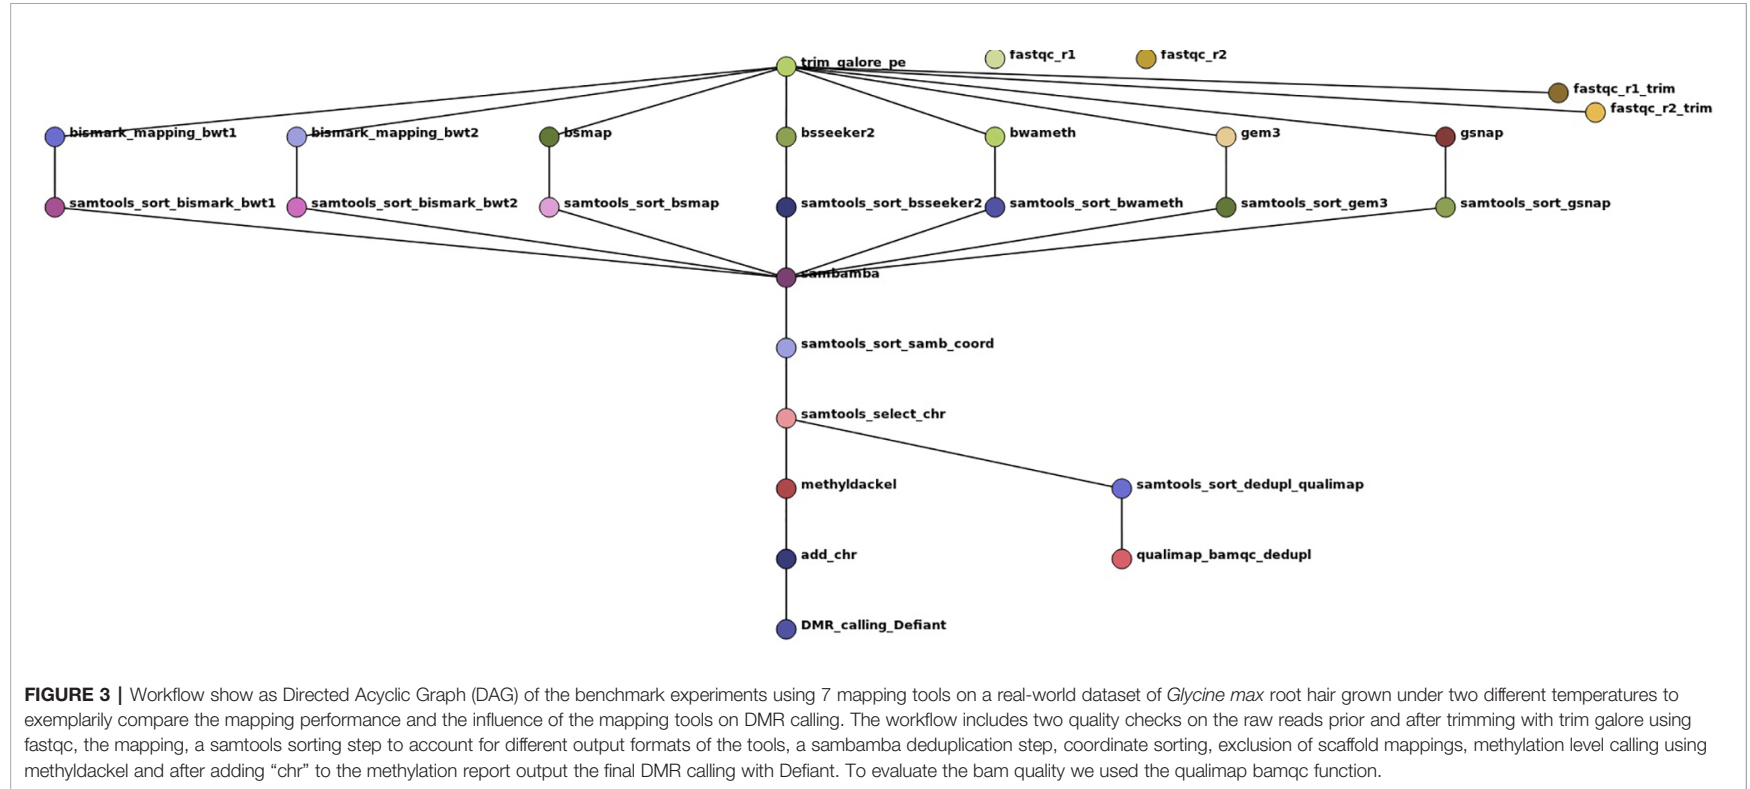 trim_galore_pe
fastqc_r1
fastqc_r2
fastqc_r1_trim
fastqc_r2_trim
bismark_mapping_bwt1
bismark_mapping_bwt2
bsmap
bsseeker2
bwameth
gem3
gsnap
samtools_sort_bismark_bwt1
samtools_sort_bismark_bwt2
samtools_sort_bsmap
samtools_sort_bsseeker2
samtools_sort_bwameth
samtools_sort_gem3
samtools_sort_gsnap
sambamba
samtools_sort_samb_coord
samtools_select_chr
methyldackel
samtools_sort_dedupl_qualimap
add_chr
qualimap_bamqc_dedupl
DMR_calling_Defiant
FIGURE 3 | Workflow show as Directed Acyclic Graph (DAG) of the benchmark experiments using 7 mapping tools on a real-world dataset of Glycine max root hair grown under two different temperatures to
exemplarily compare the mapping performance and the influence of the mapping tools on DMR calling. The workflow includes two quality checks on the raw reads prior and after trimming with trim galore using
fastqc, the mapping, a samtools sorting step to account for different output formats of the tools, a sambamba deduplication step, coordinate sorting, exclusion of scaffold mappings, methylation level calling using
methyldackel and after adding “chr” to the methylation report output the final DMR calling with Defiant. To evaluate the bam quality we used the qualimap bamqc function.